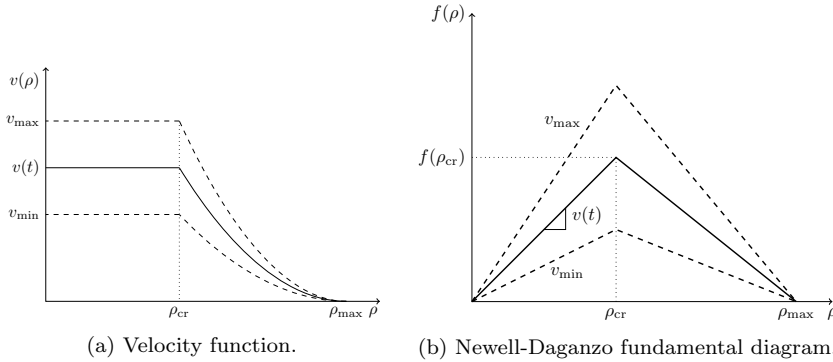 v(ρ)
v_max
v(t)
v_min
ρ_cr
ρ_max ρ
(a) Velocity function.
f(ρ)
v_max
f(ρ_cr)
v(t)
v_min
ρ_cr
ρ_max ρ
(b) Newell-Daganzo fundamental diagram